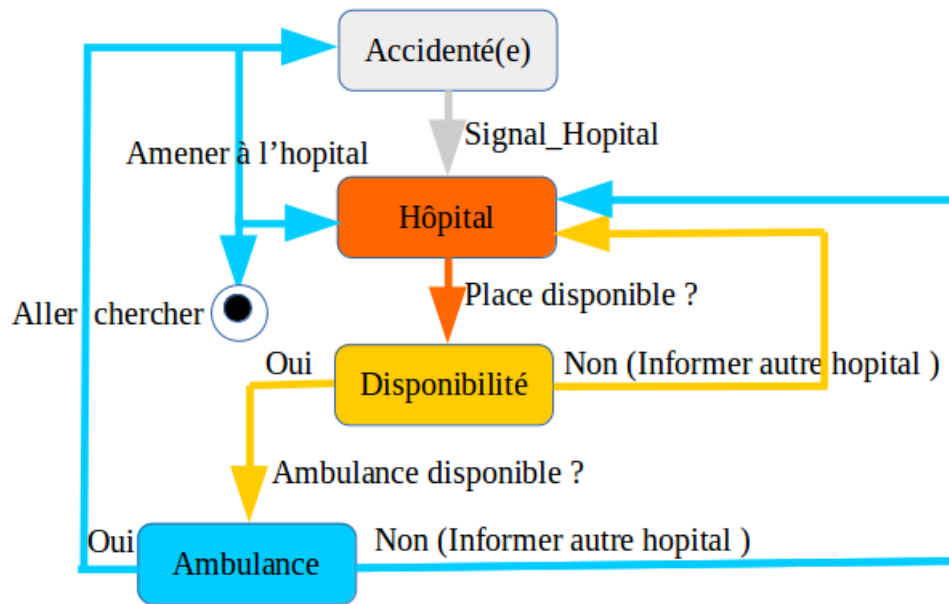 Accidenté(e)
Signal_Hopital
Amener à l’hopital
Hôpital
Place disponible ?
Aller chercher
Oui
Non (Informer autre hopital )
Disponibilité
Ambulance disponible ?
Oui
Non (Informer autre hopital )
Ambulance